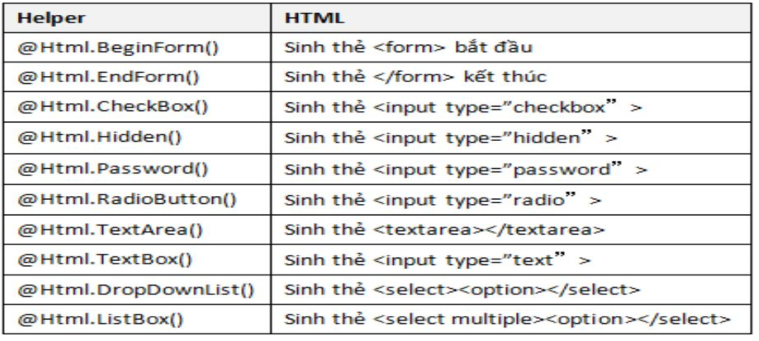 Helper HTML
@Html.BeginForm() Sinh thẻ <form> bắt đầu
@Html.EndForm() Sinh thẻ </form> kết thúc
@Html.CheckBox() Sinh thẻ <input type=”checkbox” >
@Html.Hidden() Sinh thẻ <input type=”hidden” >
@Html.Password() Sinh thẻ <input type=”password” >
@Html.RadioButton() Sinh thẻ <input type=”radio” >
@Html.TextArea() Sinh thẻ <textarea></textarea>
@Html.TextBox() Sinh thẻ <input type=”text” >
@Html.DropDownList() Sinh thẻ <select><option></select>
@Html.ListBox() Sinh thẻ <select multiple><option></select>